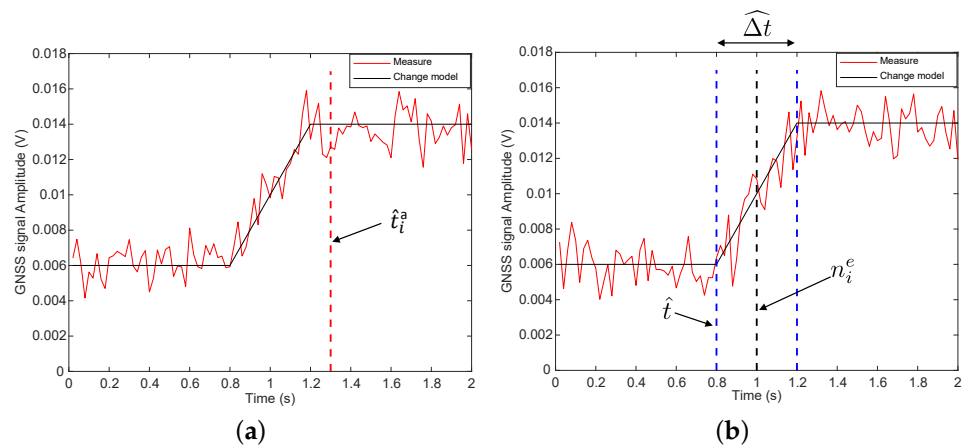 GNSS signal Amplitude (V)
0.018
0.016
0.014
0.012
0.010
0.008
0.006
0.004
0.002
0
0 0.2 0.4 0.6 0.8 1.0 1.2 1.4 1.6 1.8 2
Time (s)
Measure
Change model
t̂ᵢᵃ
(a)
Δt̂
GNSS signal Amplitude (V)
0.018
0.016
0.014
0.012
0.010
0.008
0.006
0.004
0.002
0
0 0.2 0.4 0.6 0.8 1 1.2 1.4 1.6 1.8 2
Time (s)
Measure
Change model
nᵢᵉ
t̂
(b)